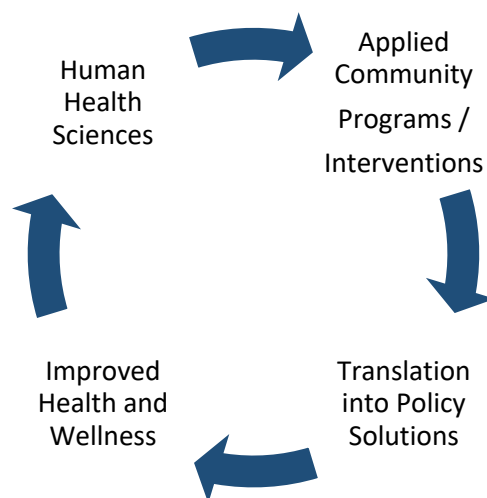 Human
Health
Sciences
Applied
Community
Programs /
Interventions
Translation
into Policy
Solutions
Improved
Health and
Wellness